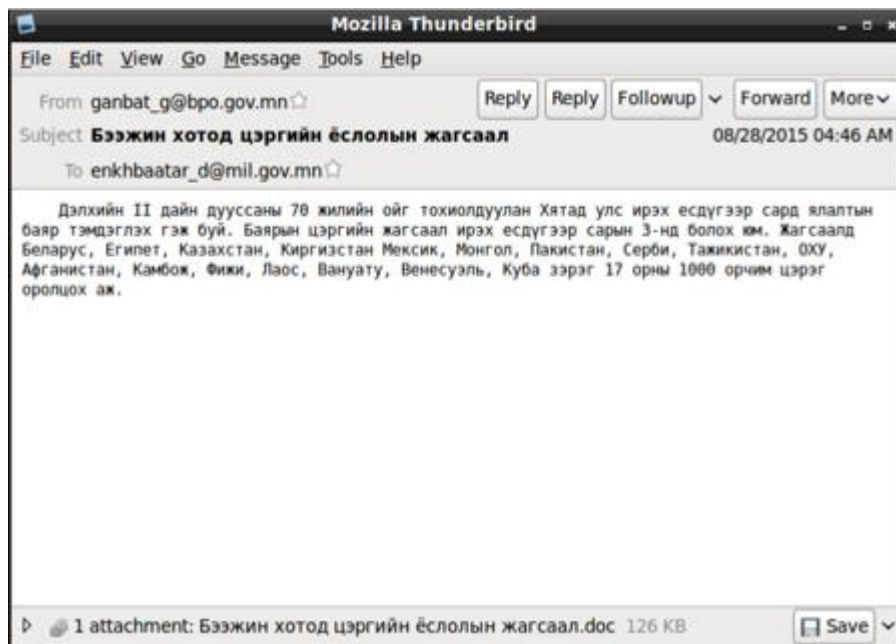 Mozilla Thunderbird
File Edit View Go Message Tools Help
From ganbat_g@bpo.gov.mn Reply Reply Followup Forward More
Subject Бээжин хотод цэргийн ёслолын жагсаал 08/28/2015 04:46 AM
To enkhbaatar_d@mil.gov.mn
Дэлхийн II дайн дууссаны 70 жилийн ойг тохиолдуулан Хятад улс ирэх есдүгээр сард ялалтын
баяр тэмдэглэх гэж буй. Баярын цэргийн жагсаал ирэх есдүгээр сарын 3-нд болох юм. Жагсаалд
Беларус, Египет, Казахстан, Киргизстан Мексик, Монгол, Пакистан, Серби, Тажикистан, ОХУ,
Афганистан, Камбож, Фижи, Лаос, Вануату, Венесуэль, Куба зэрэг 17 орны 1000 орчим цэрэг
оролцох аж.
1 attachment: Бээжин хотод цэргийн ёслолын жагсаал.doc 126 KB Save